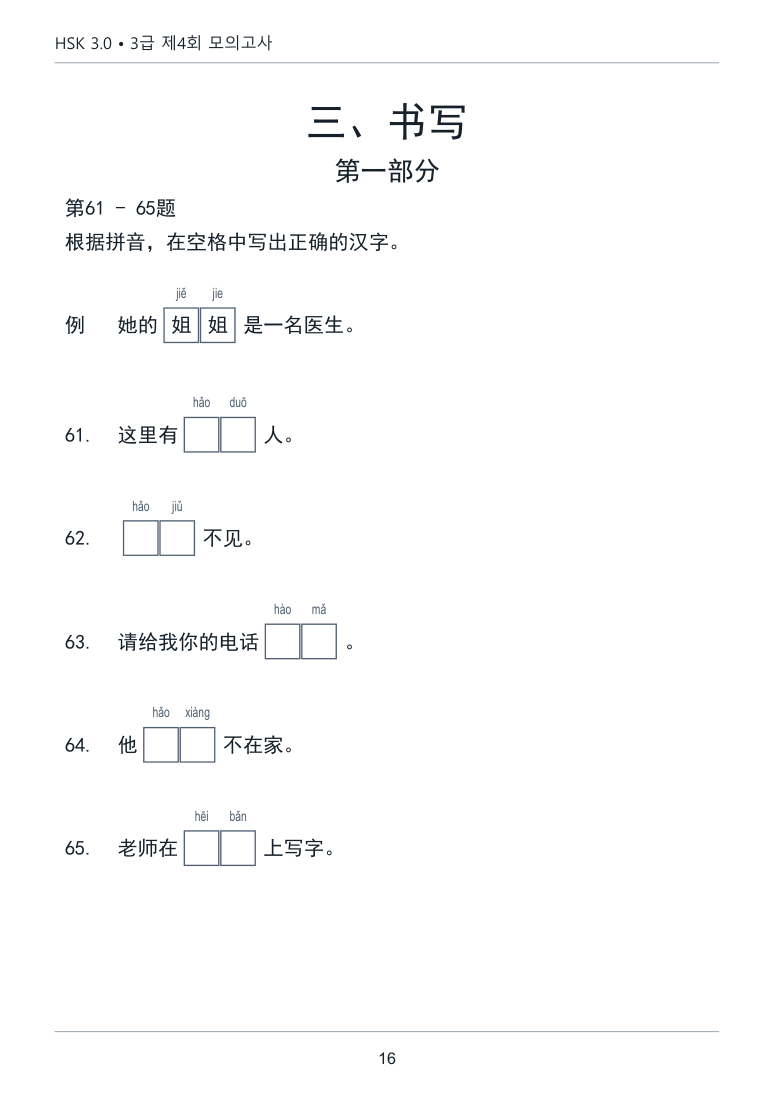 HSK 3.0 • 3급 제4회 모의고사
三、书写
第一部分
第61 － 65题
根据拼音，在空格中写出正确的汉字。
jiě jie
例 她的 姐 姐 是一名医生。
hǎo duō
61. 这里有 人。
hǎo jiǔ
62. 不见。
hào mǎ
63. 请给我你的电话 。
hǎo xiàng
64. 他 不在家。
hēi bǎn
65. 老师在 上写字。
16